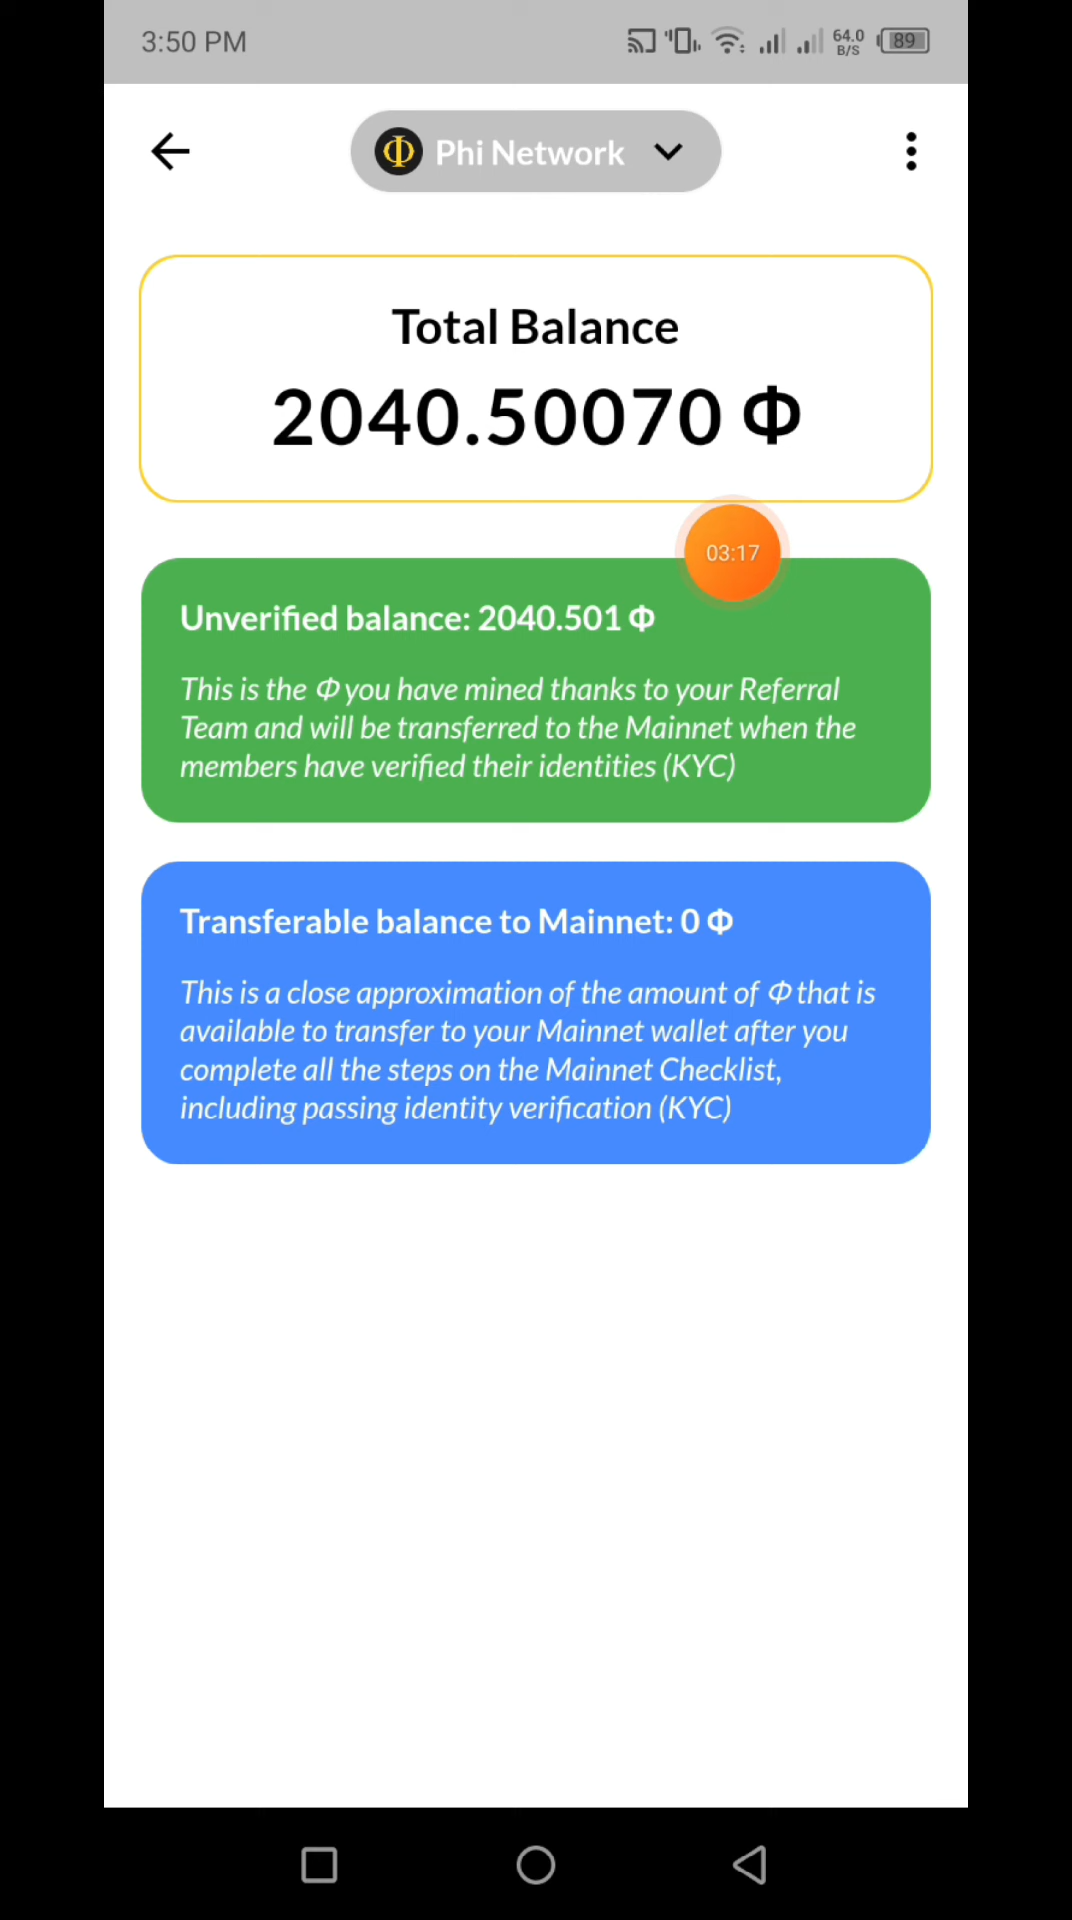 3:50 PM
64.0
B/S
89
Phi Network
Total Balance
2040.50070 Φ
03:17
Unverified balance: 2040.501 Φ
This is the Φ you have mined thanks to your Referral
Team and will be transferred to the Mainnet when the
members have verified their identities (KYC)
Transferable balance to Mainnet: 0 Φ
This is a close approximation of the amount of Φ that is
available to transfer to your Mainnet wallet after you
complete all the steps on the Mainnet Checklist,
including passing identity verification (KYC)